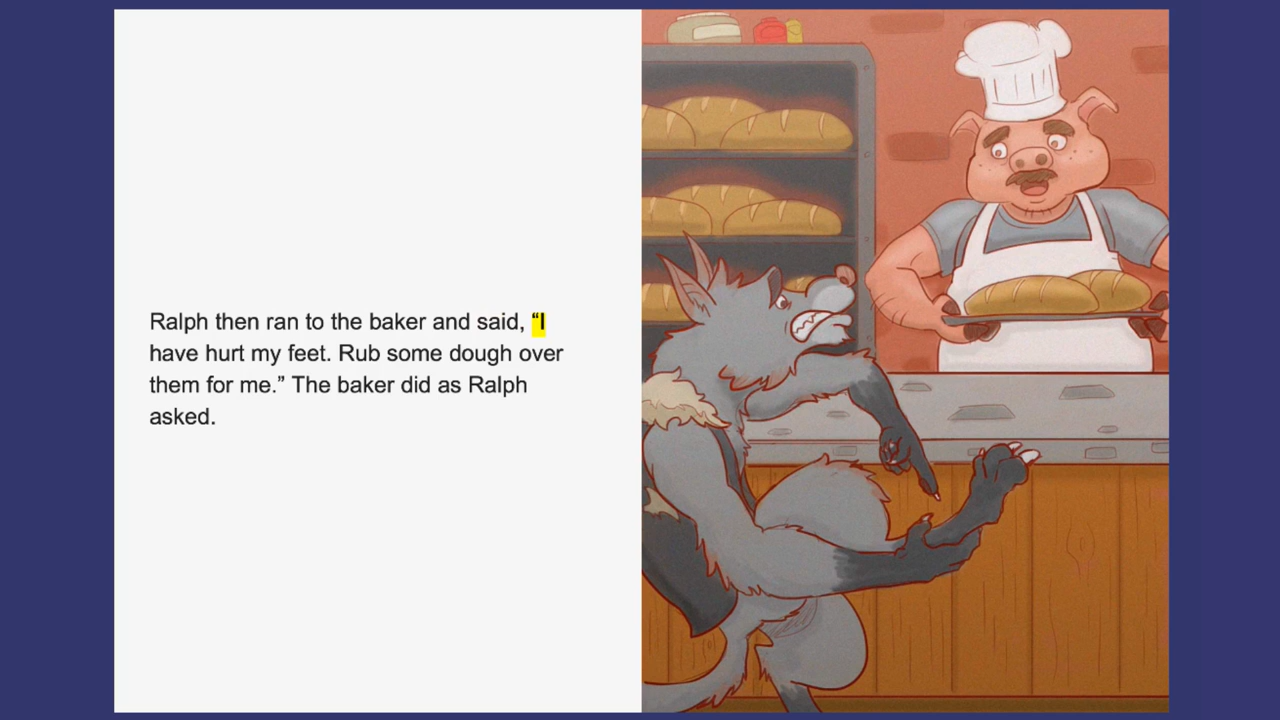 Ralph then ran to the baker and said, “I
have hurt my feet. Rub some dough over
them for me.” The baker did as Ralph
asked.